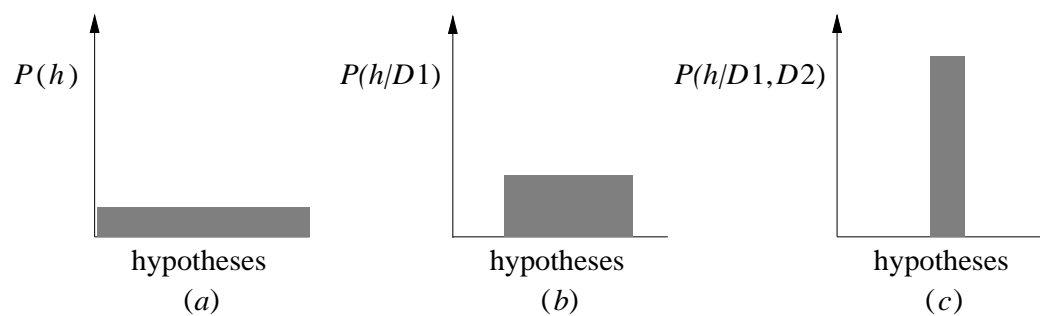 P(h)
P(h/D1)
P(h/D1,D2)
hypotheses
hypotheses
hypotheses
(a)
(b)
(c)